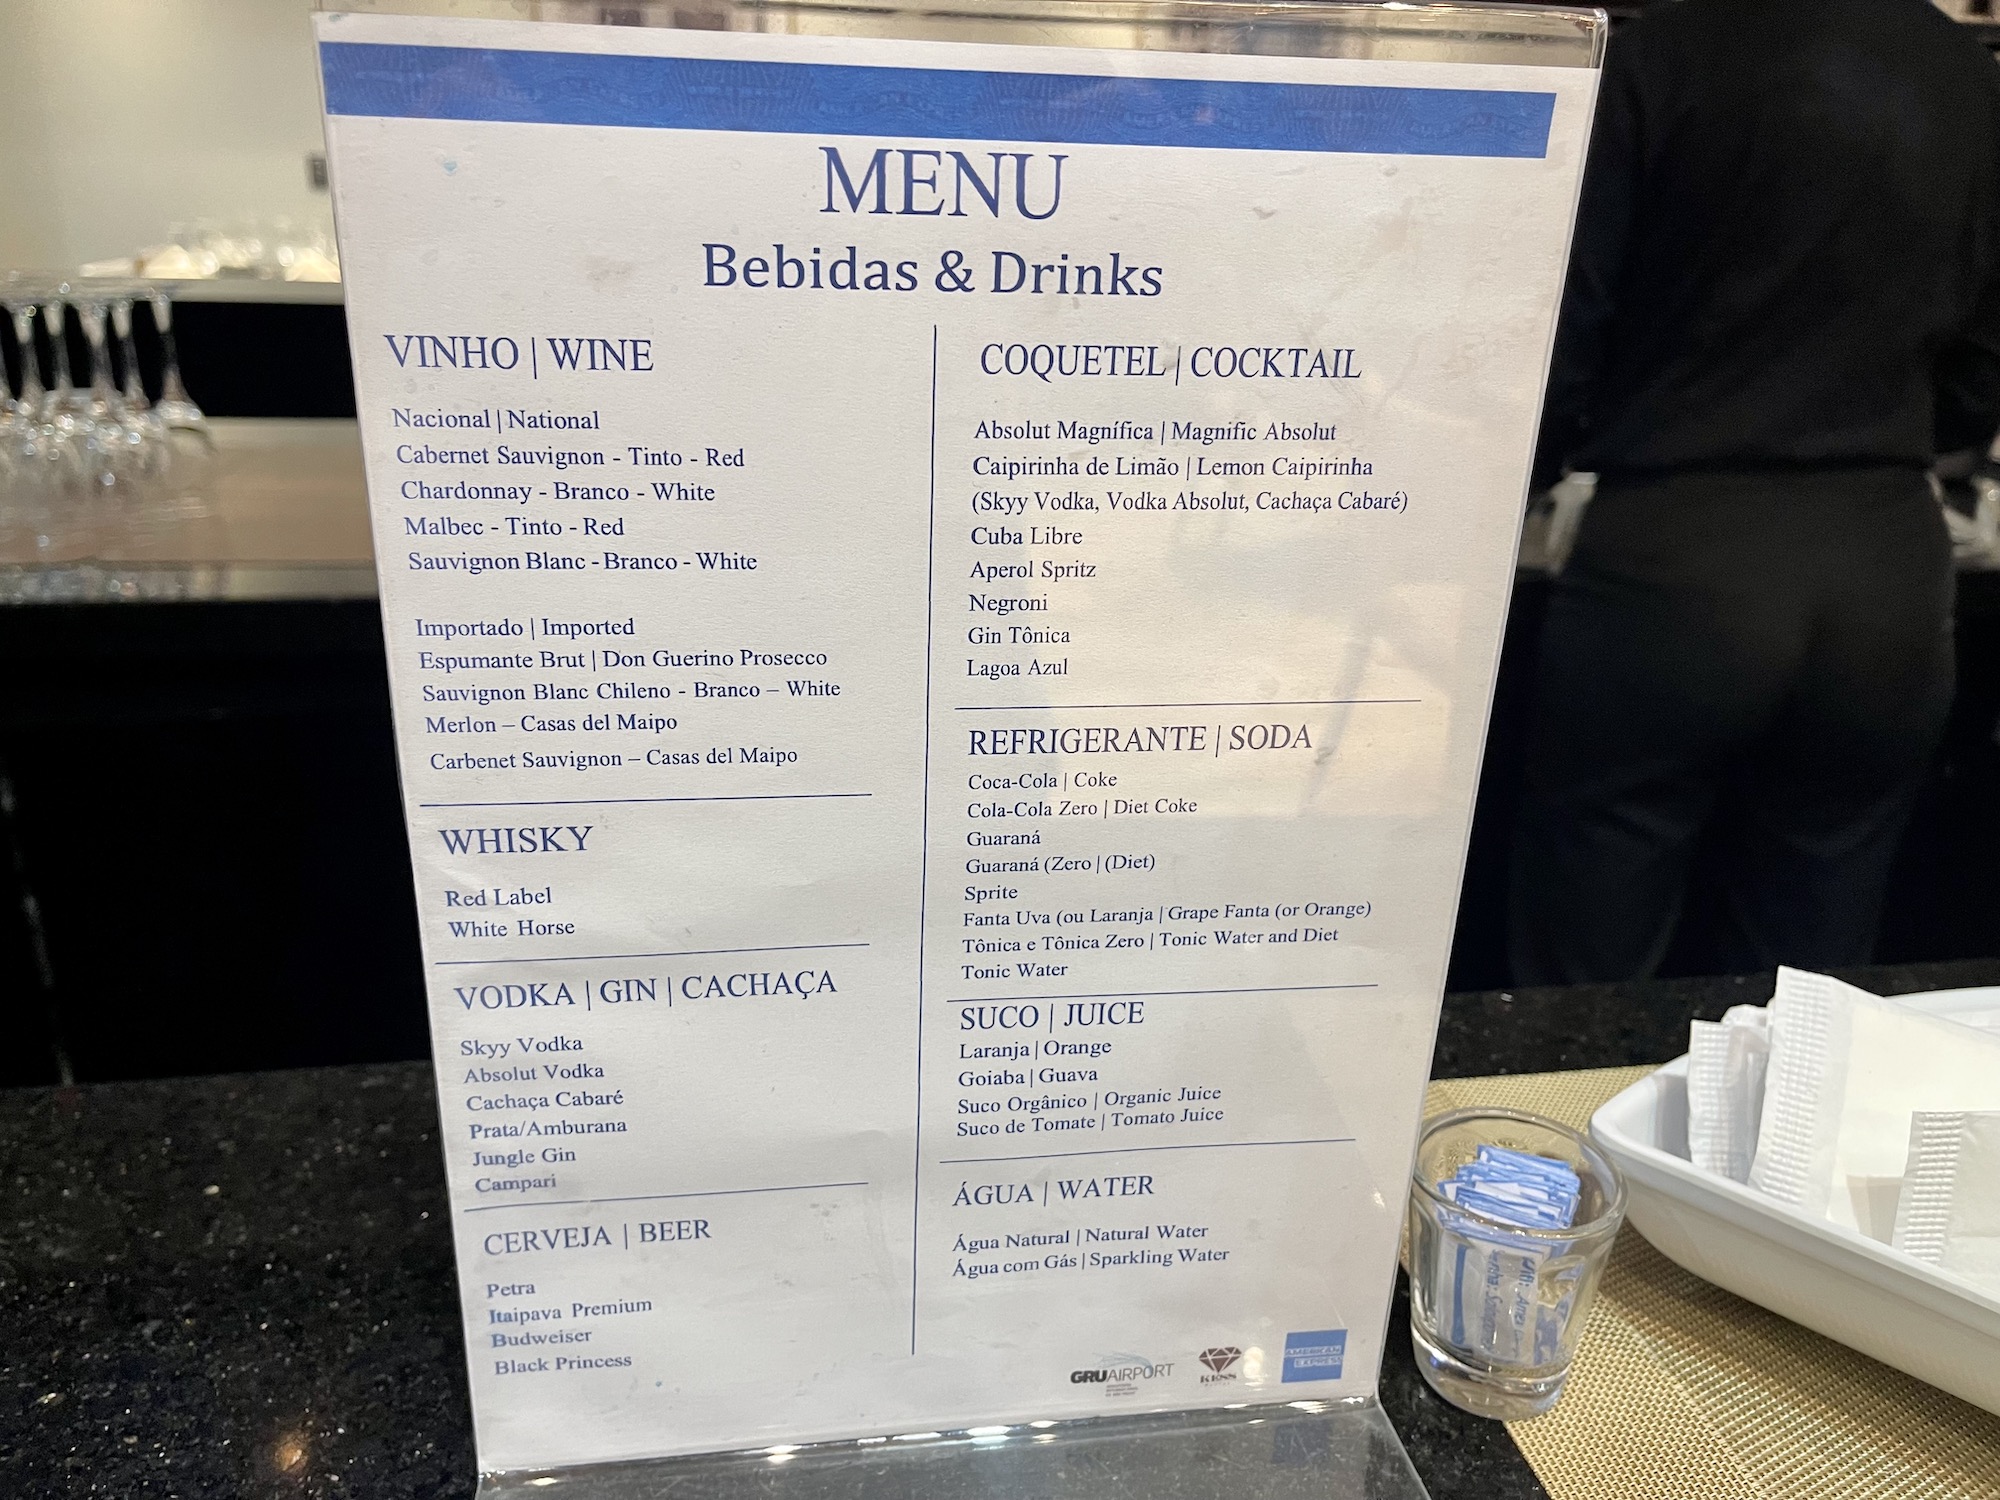 MENU
Bebidas & Drinks
VINHO | WINE
Nacional | National
Cabernet Sauvignon - Tinto - Red
Chardonnay - Branco - White
Malbec - Tinto - Red
Sauvignon Blanc - Branco - White
Importado | Imported
Espumante Brut | Don Guerino Prosecco
Sauvignon Blanc Chileno - Branco – White
Merlon – Casas del Maipo
Carbenet Sauvignon – Casas del Maipo
WHISKY
Red Label
White Horse
VODKA | GIN | CACHAÇA
Skyy Vodka
Absolut Vodka
Cachaça Cabaré
Prata/Amburana
Jungle Gin
Campari
CERVEJA | BEER
Petra
Itaipava Premium
Budweiser
Black Princess
COQUETEL | COCKTAIL
Absolut Magnífica | Magnific Absolut
Caipirinha de Limão | Lemon Caipirinha
(Skyy Vodka, Vodka Absolut, Cachaça Cabaré)
Cuba Libre
Aperol Spritz
Negroni
Gin Tônica
Lagoa Azul
REFRIGERANTE | SODA
Coca-Cola | Coke
Cola-Cola Zero | Diet Coke
Guaraná
Guaraná (Zero | (Diet)
Sprite
Fanta Uva (ou Laranja | Grape Fanta (or Orange)
Tônica e Tônica Zero | Tonic Water and Diet
Tonic Water
SUCO | JUICE
Laranja | Orange
Goiaba | Guava
Suco Orgânico | Organic Juice
Suco de Tomate | Tomato Juice
ÁGUA | WATER
Água Natural | Natural Water
Água com Gás | Sparkling Water
GRUAIRPORT
KESS
AMERICAN
EXPRESS